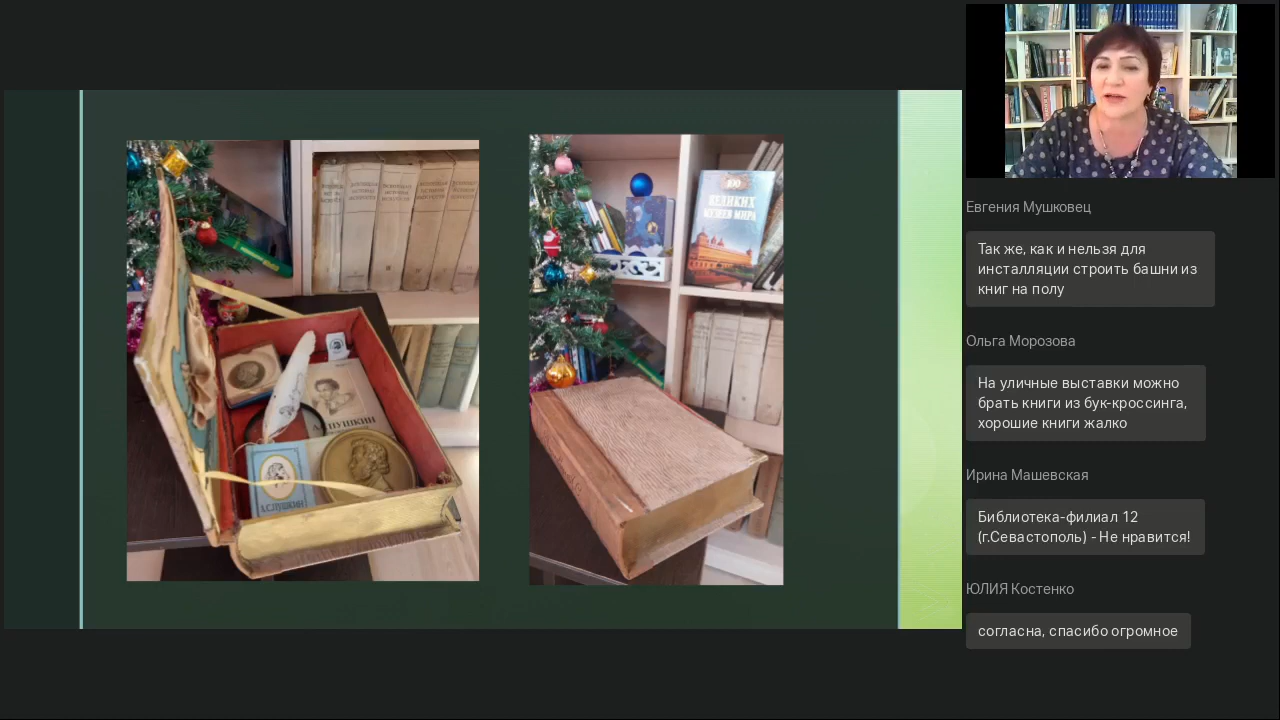 100
ВЕЛИКИХ
МУЗЕЕВ МИРА
А.С.ПУШКИН
А.С.ПУШКИН
Евгения Мушковец
Так же, как и нельзя для
инсталляции строить башни из
книг на полу
Ольга Морозова
На уличные выставки можно
брать книги из бук-кроссинга,
хорошие книги жалко
Ирина Машевская
Библиотека-филиал 12
(г.Севастополь) - Не нравится!
ЮЛИЯ Костенко
согласна, спасибо огромное